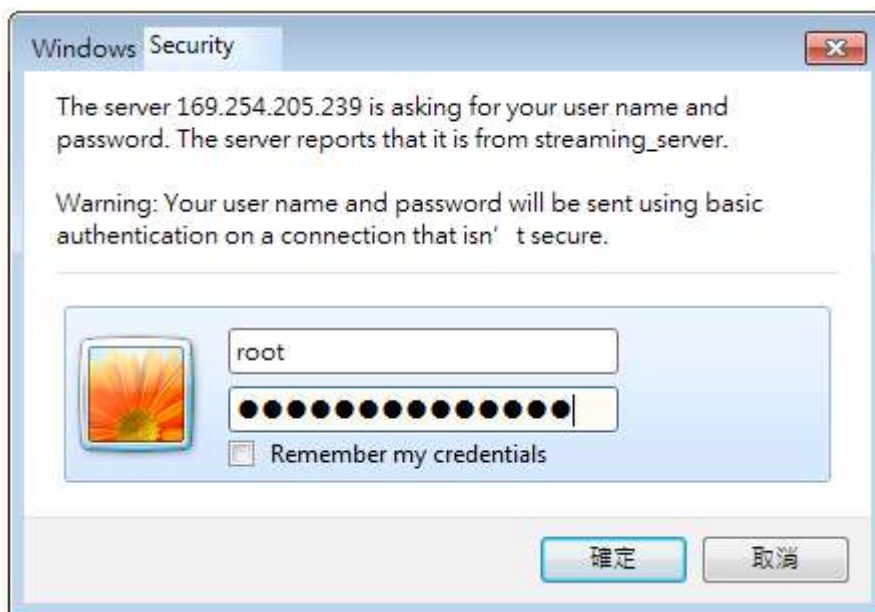 Windows Security
The server 169.254.205.239 is asking for your user name and
password. The server reports that it is from streaming_server.
Warning: Your user name and password will be sent using basic
authentication on a connection that isn’ t secure.
root
●●●●●●●●●●●●●●
Remember my credentials
確定 取消